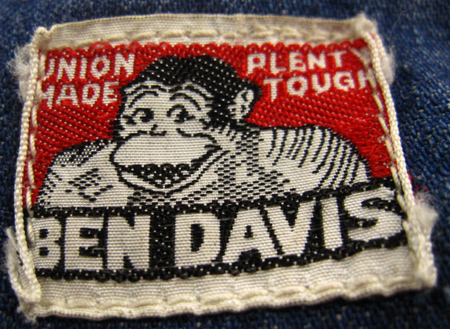 UNION MADE
PLENT TOUGH
BEN DAVIS